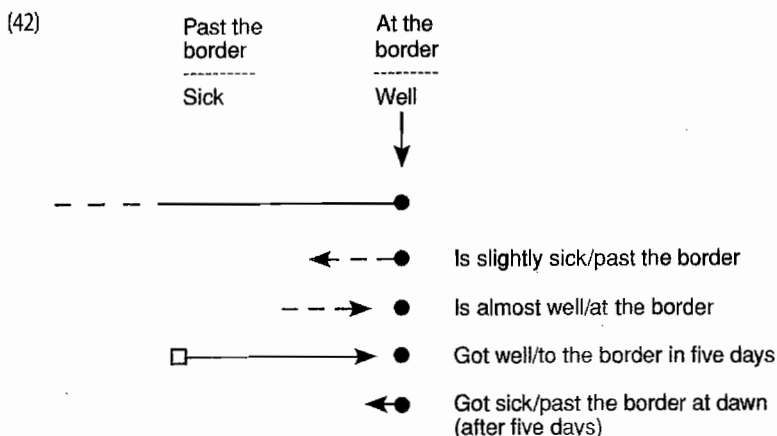 (42)
Past the border
At the border
Sick
Well
Is slightly sick/past the border
Is almost well/at the border
Got well/to the border in five days
Got sick/past the border at dawn
(after five days)